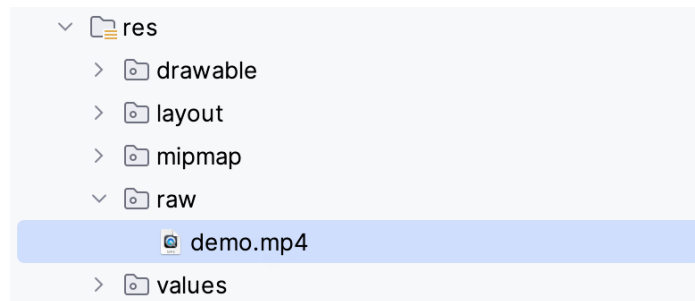 res
drawable
layout
mipmap
raw
demo.mp4
values